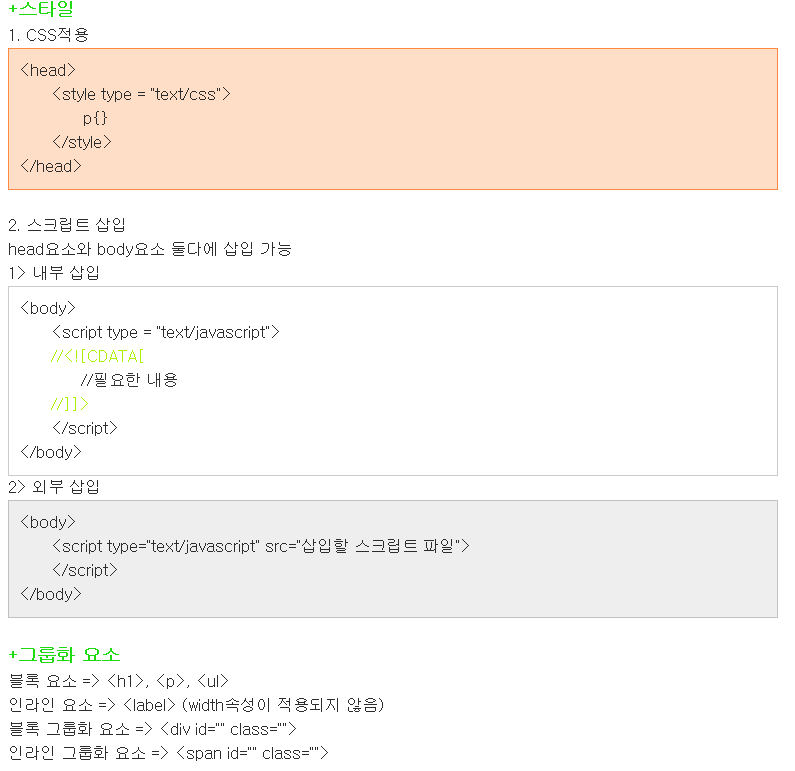 +스타일
1. CSS적용
<head>
<style type = "text/css">
p{}
</style>
</head>
2. 스크립트 삽입
head요소와 body요소 둘다에 삽입 가능
1> 내부 삽입
<body>
<script type = "text/javascript">
//<![CDATA[
//필요한 내용
//]]>
</script>
</body>
2> 외부 삽입
<body>
<script type="text/javascript" src="삽입할 스크립트 파일">
</script>
</body>
+그룹화 요소
블록 요소 => <h1>, <p>, <ul>
인라인 요소 => <label> (width속성이 적용되지 않음)
블록 그룹화 요소 => <div id="" class="">
인라인 그룹화 요소 => <span id="" class="">